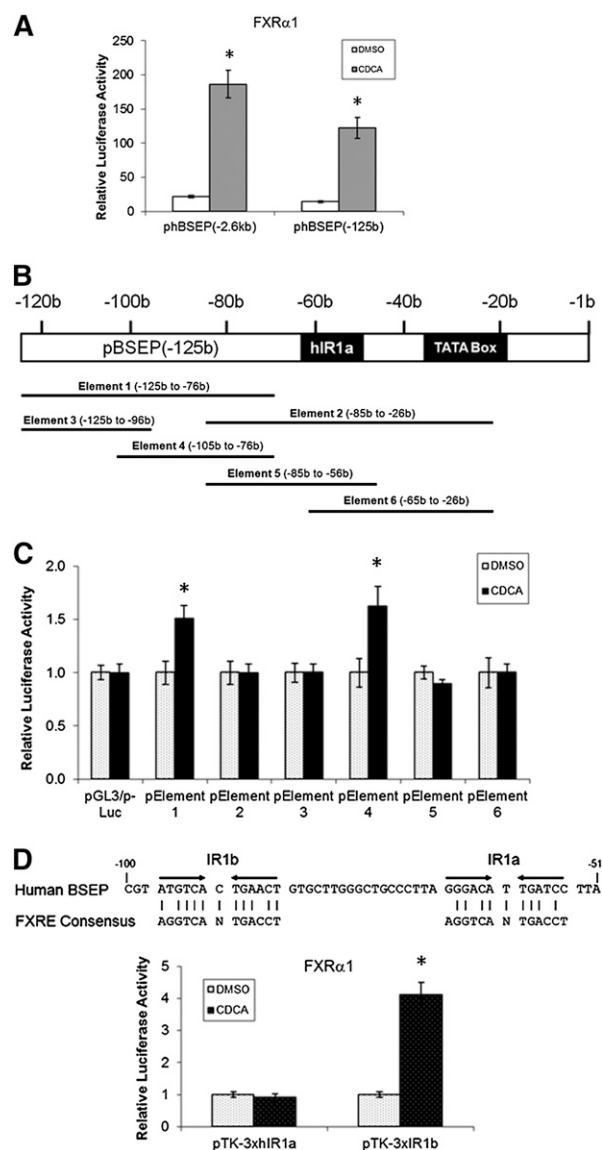 A
FXRα1
Relative Luciferase Activity
250
200
150
100
50
0
DMSO
CDCA
*
*
phBSEP(-2.6kb)
phBSEP(-125b)
B
-120b -100b -80b -60b -40b -20b -1b
pBSEP(-125b) hIR1a TATA Box
Element 1 (-125b to -76b)
Element 2 (-85b to -26b)
Element 3 (-125b to -96b)
Element 4 (-105b to -76b)
Element 5 (-85b to -56b)
Element 6 (-65b to -26b)
C
Relative Luciferase Activity
2.0
1.5
1.0
0.5
0.0
DMSO
CDCA
*
*
pGL3/p-Luc
pElement 1
pElement 2
pElement 3
pElement 4
pElement 5
pElement 6
D
-100 IR1b IR1a -51
Human BSEP CGT ATGTCA C TGAACT GTGCTTGGGCTGCCCTTA GGGACA T TGATCC TTA
FXRE Consensus AGGTCA N TGACCT AGGTCA N TGACCT
FXRα1
Relative Luciferase Activity
5
4
3
2
1
0
DMSO
CDCA
*
pTK-3xhIR1a
pTK-3xIR1b